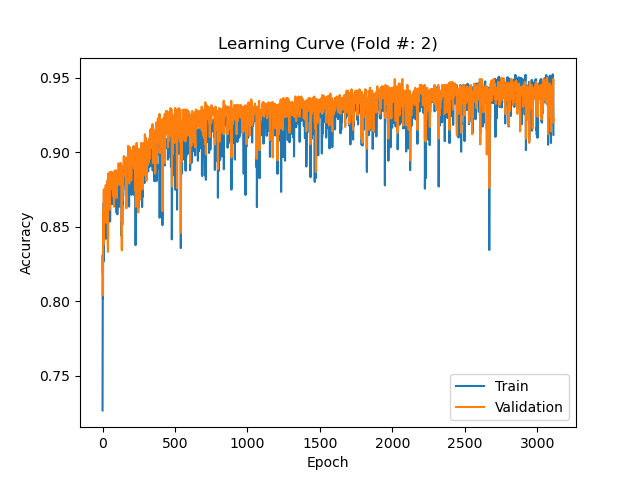 Learning Curve (Fold #: 2)
Accuracy
0.95
0.90
0.85
0.80
0.75
0 500 1000 1500 2000 2500 3000
Epoch
Train
Validation